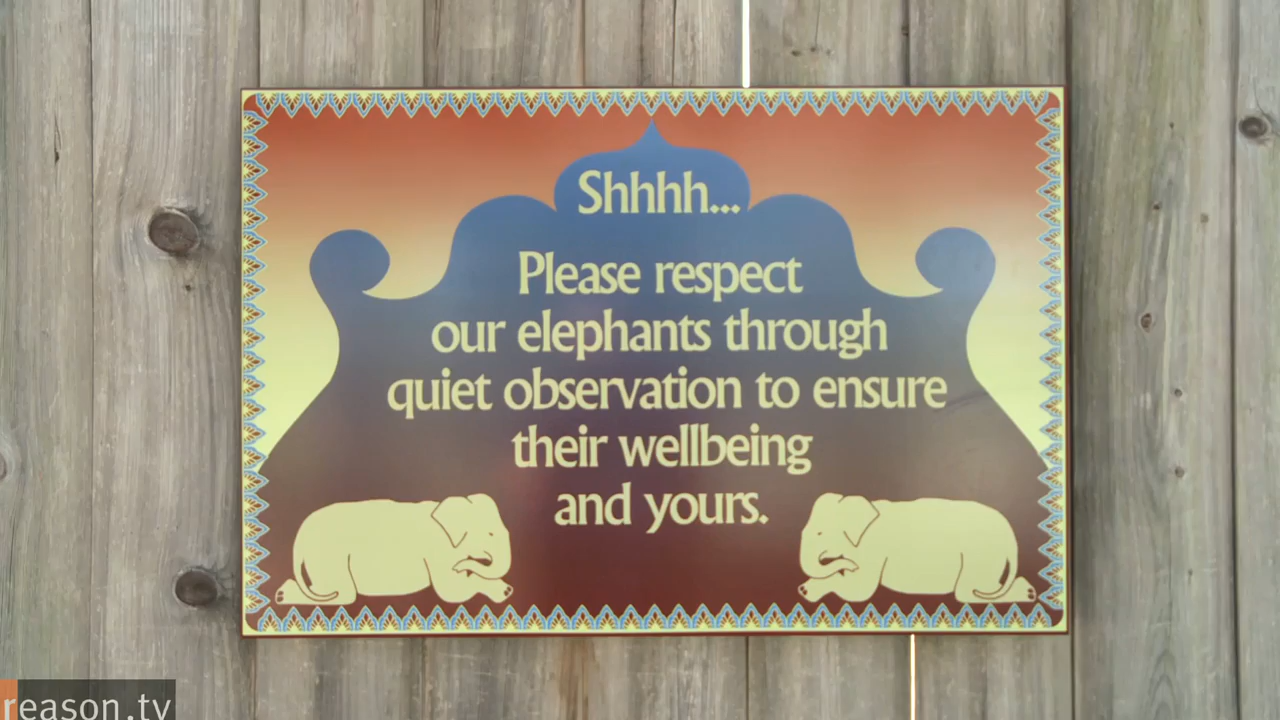 Shhhh...
Please respect
our elephants through
quiet observation to ensure
their wellbeing
and yours.
reason.tv